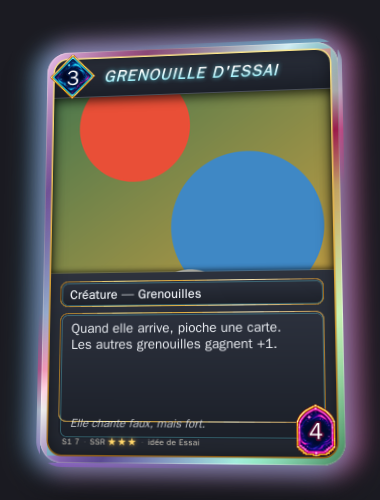 3
GRENOUILLE D'ESSAI
Créature — Grenouilles
Quand elle arrive, pioche une carte.
Les autres grenouilles gagnent +1.
Elle chante faux, mais fort.
4
S1 7 · SSR ★★★ · idée de Essai